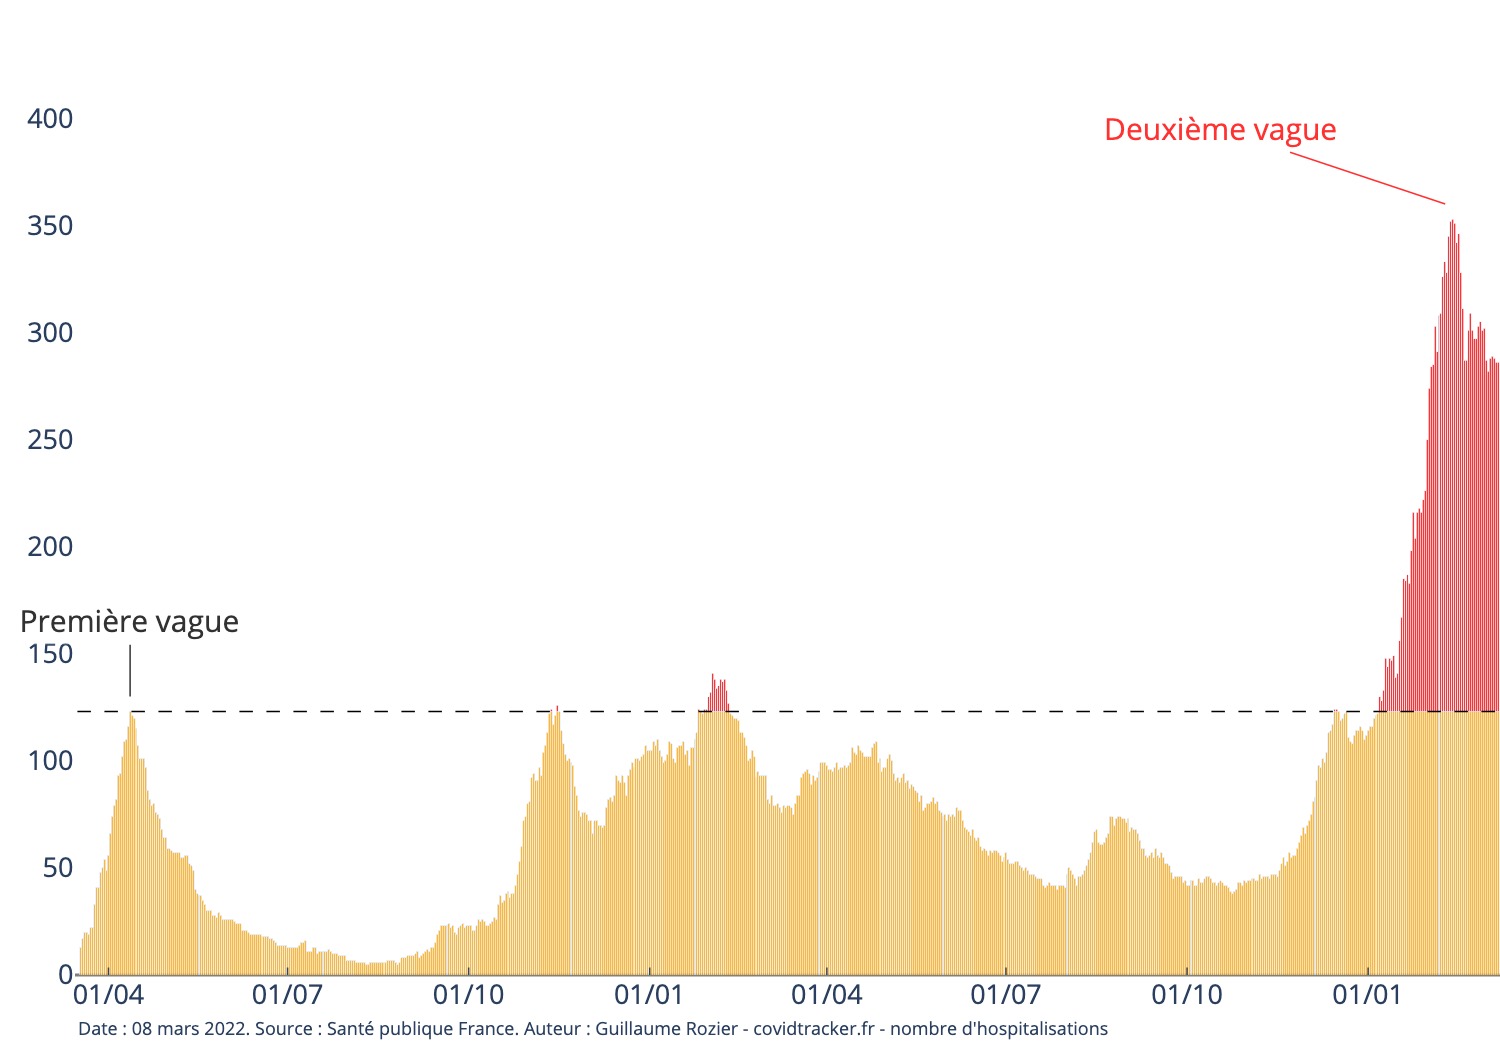 400
Deuxième vague
350
300
250
200
Première vague
150
100
50
0
01/04 01/07 01/10 01/01 01/04 01/07 01/10 01/01
Date : 08 mars 2022. Source : Santé publique France. Auteur : Guillaume Rozier - covidtracker.fr - nombre d'hospitalisations